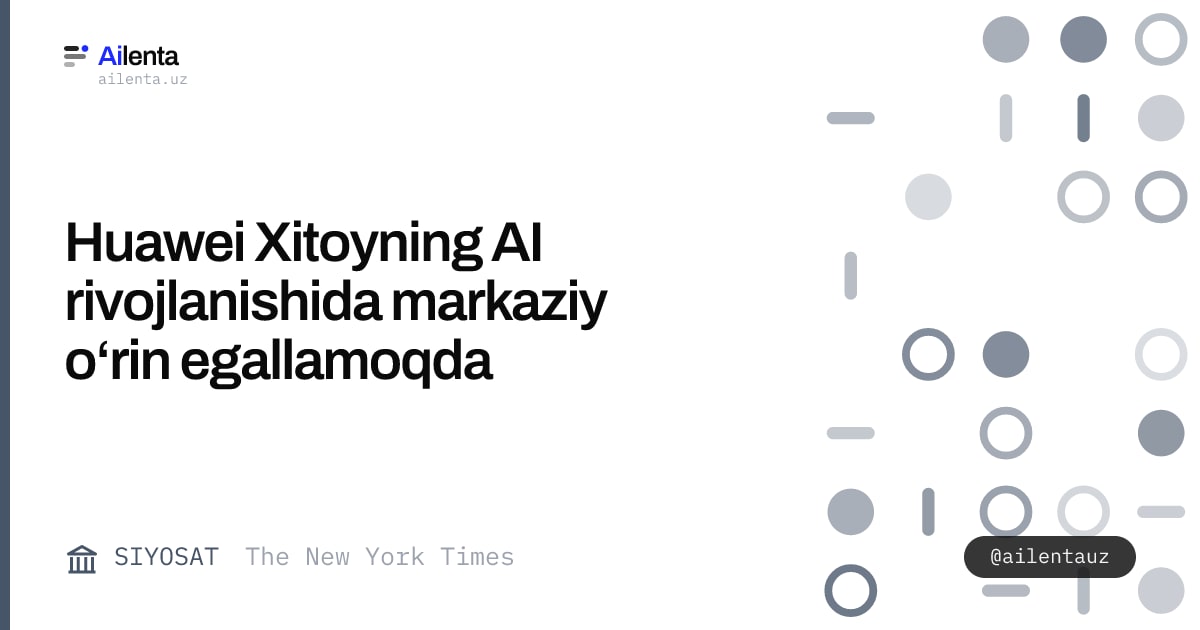 Ailenta
ailenta.uz
Huawei Xitoyning AI
rivojlanishida markaziy
o‘rin egallamoqda
SIYOSAT The New York Times
@ailentauz